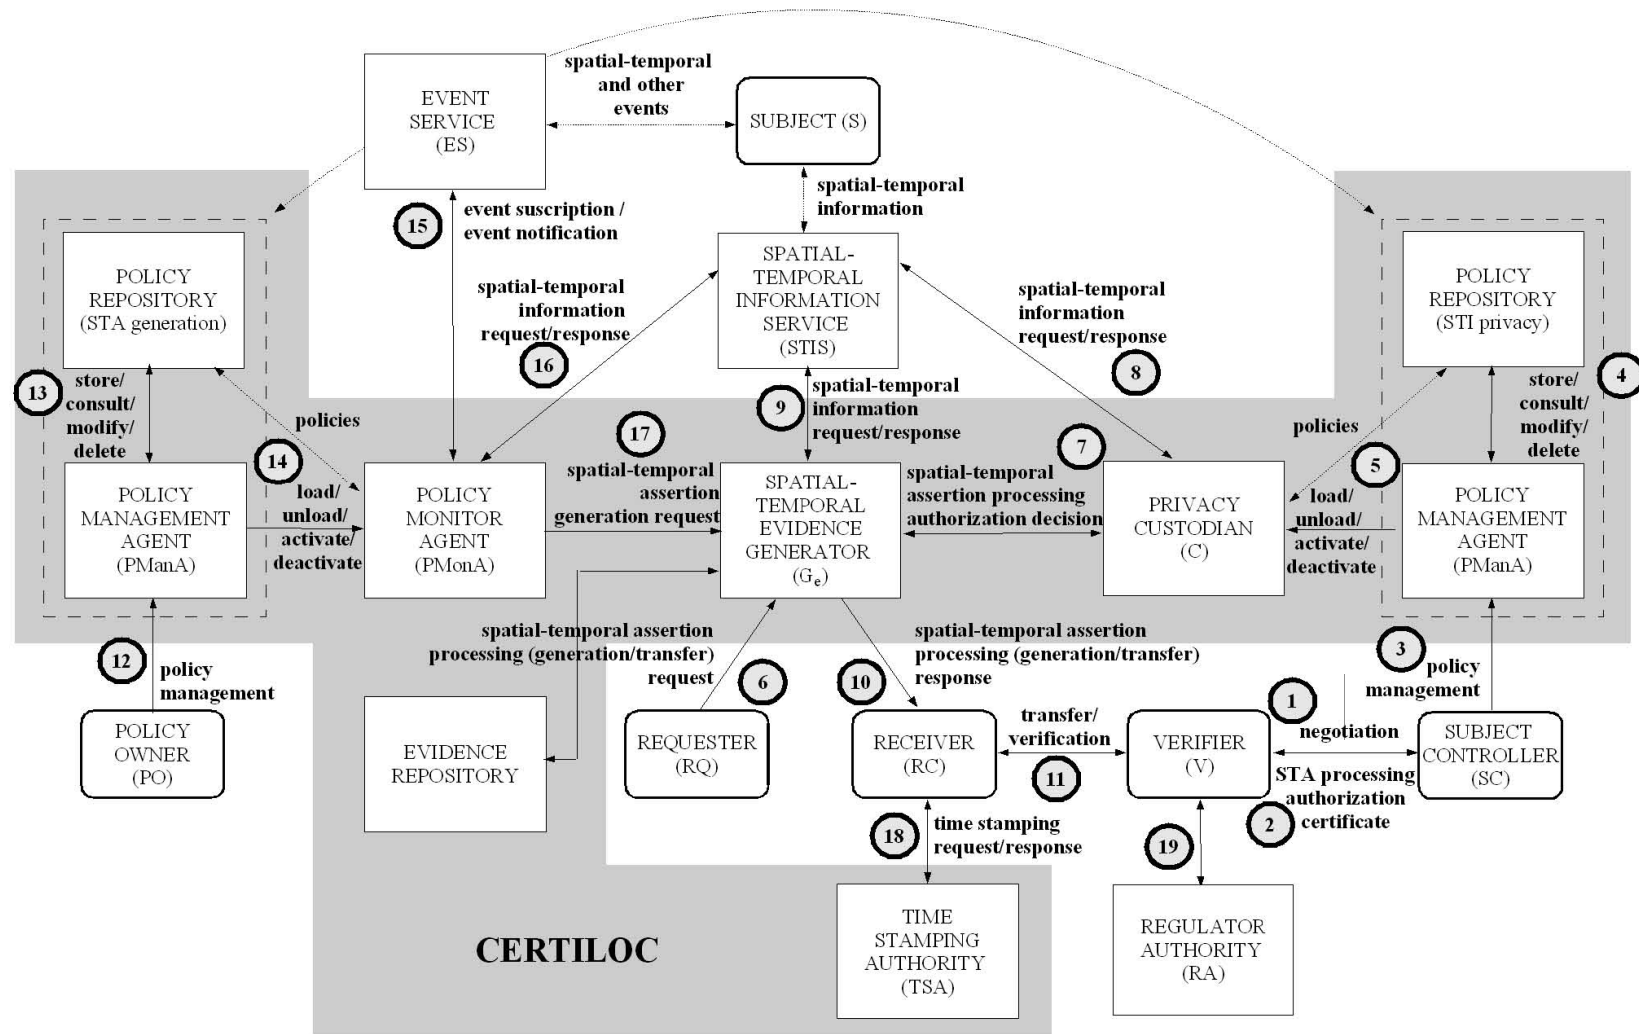 spatial-temporal
and other
events
EVENT
SERVICE
(ES)
SUBJECT (S)
spatial-temporal
information
15
event suscription /
event notification
POLICY
REPOSITORY
(STA generation)
SPATIAL-
TEMPORAL
INFORMATION
SERVICE
(STIS)
POLICY
REPOSITORY
(STI privacy)
spatial-temporal
information
request/response
16
spatial-temporal
information
request/response
8
13
store/
consult/
modify/
delete
9
spatial-temporal
information
request/response
4
store/
consult/
modify/
delete
policies
14
17
7
policies
5
POLICY
MANAGEMENT
AGENT
(PManA)
load/
unload/
activate/
deactivate
POLICY
MONITOR
AGENT
(PMonA)
spatial-temporal
assertion
generation request
SPATIAL-
TEMPORAL
EVIDENCE
GENERATOR
(Ge)
spatial-temporal
assertion processing
authorization decision
PRIVACY
CUSTODIAN
(C)
load/
unload/
activate/
deactivate
POLICY
MANAGEMENT
AGENT
(PManA)
12
policy
management
spatial-temporal assertion
processing (generation/transfer)
request
6
spatial-temporal assertion
processing (generation/transfer)
response
10
3
policy
management
1
negotiation
POLICY
OWNER
(PO)
EVIDENCE
REPOSITORY
REQUESTER
(RQ)
RECEIVER
(RC)
transfer/
verification
11
VERIFIER
(V)
STA processing
authorization
certificate
2
SUBJECT
CONTROLLER
(SC)
18
time stamping
request/response
19
CERTILOC
TIME
STAMPING
AUTHORITY
(TSA)
REGULATOR
AUTHORITY
(RA)